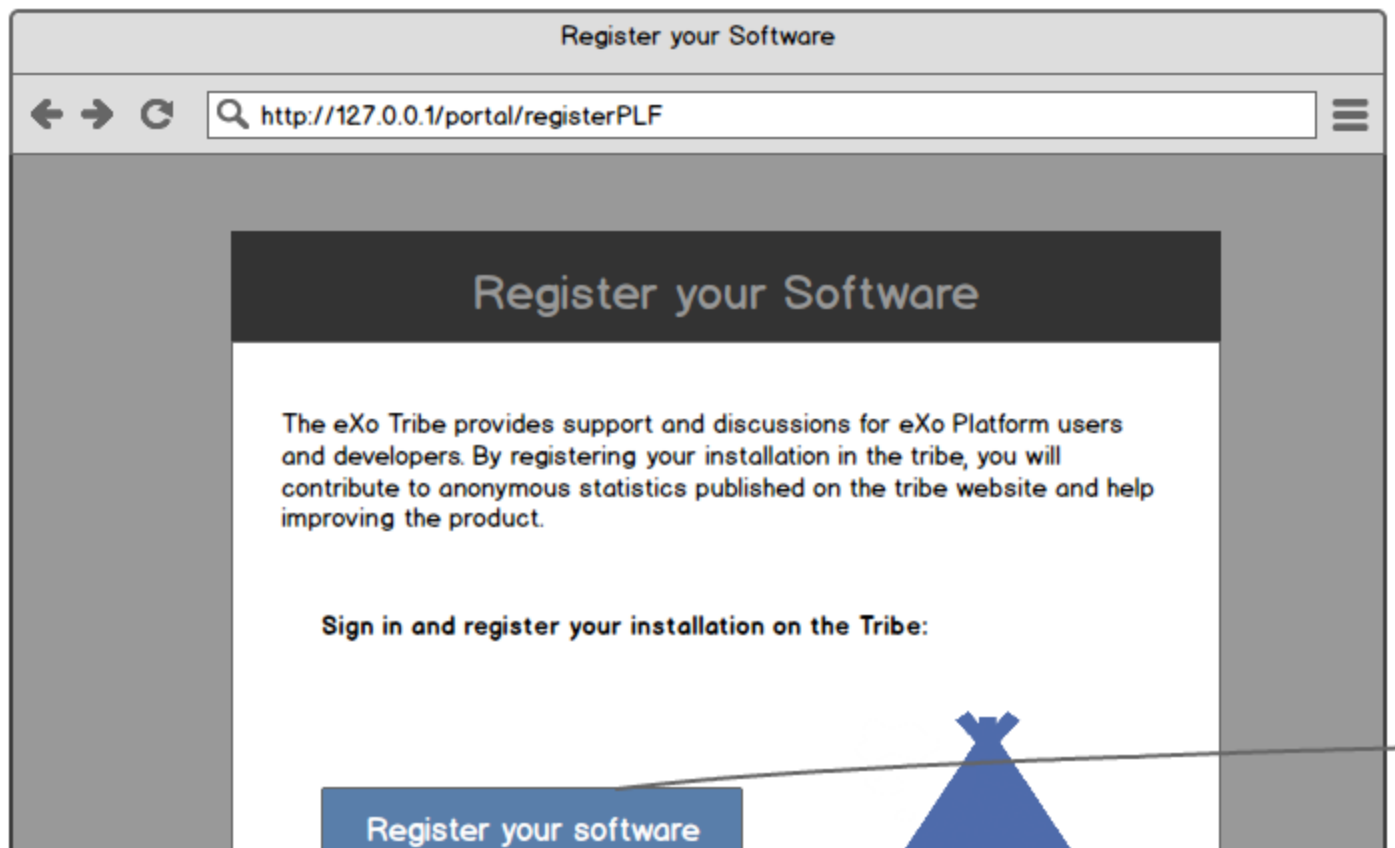 Register your Software
http://127.0.0.1/portal/registerPLF
Register your Software
The eXo Tribe provides support and discussions for eXo Platform users
and developers. By registering your installation in the tribe, you will
contribute to anonymous statistics published on the tribe website and help
improving the product.
Sign in and register your installation on the Tribe:
Register your software